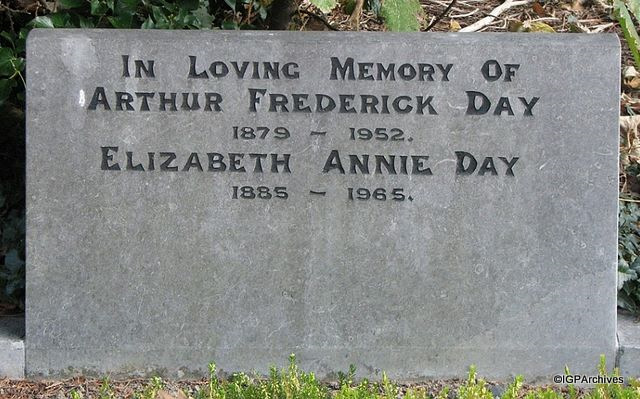 In Loving Memory Of
Arthur Frederick Day
1879 – 1952.
Elizabeth Annie Day
1885 – 1965.
©IGPArchives